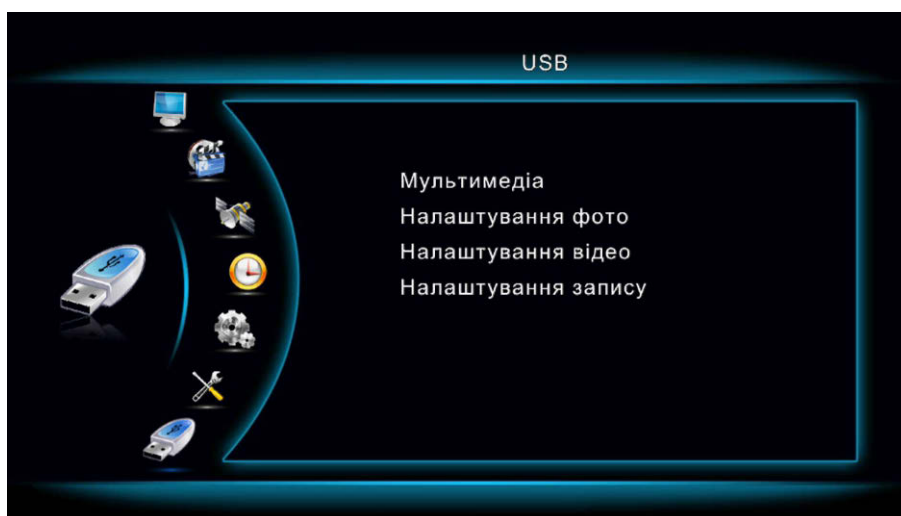 USB
Мультимедіа
Налаштування фото
Налаштування відео
Налаштування запису